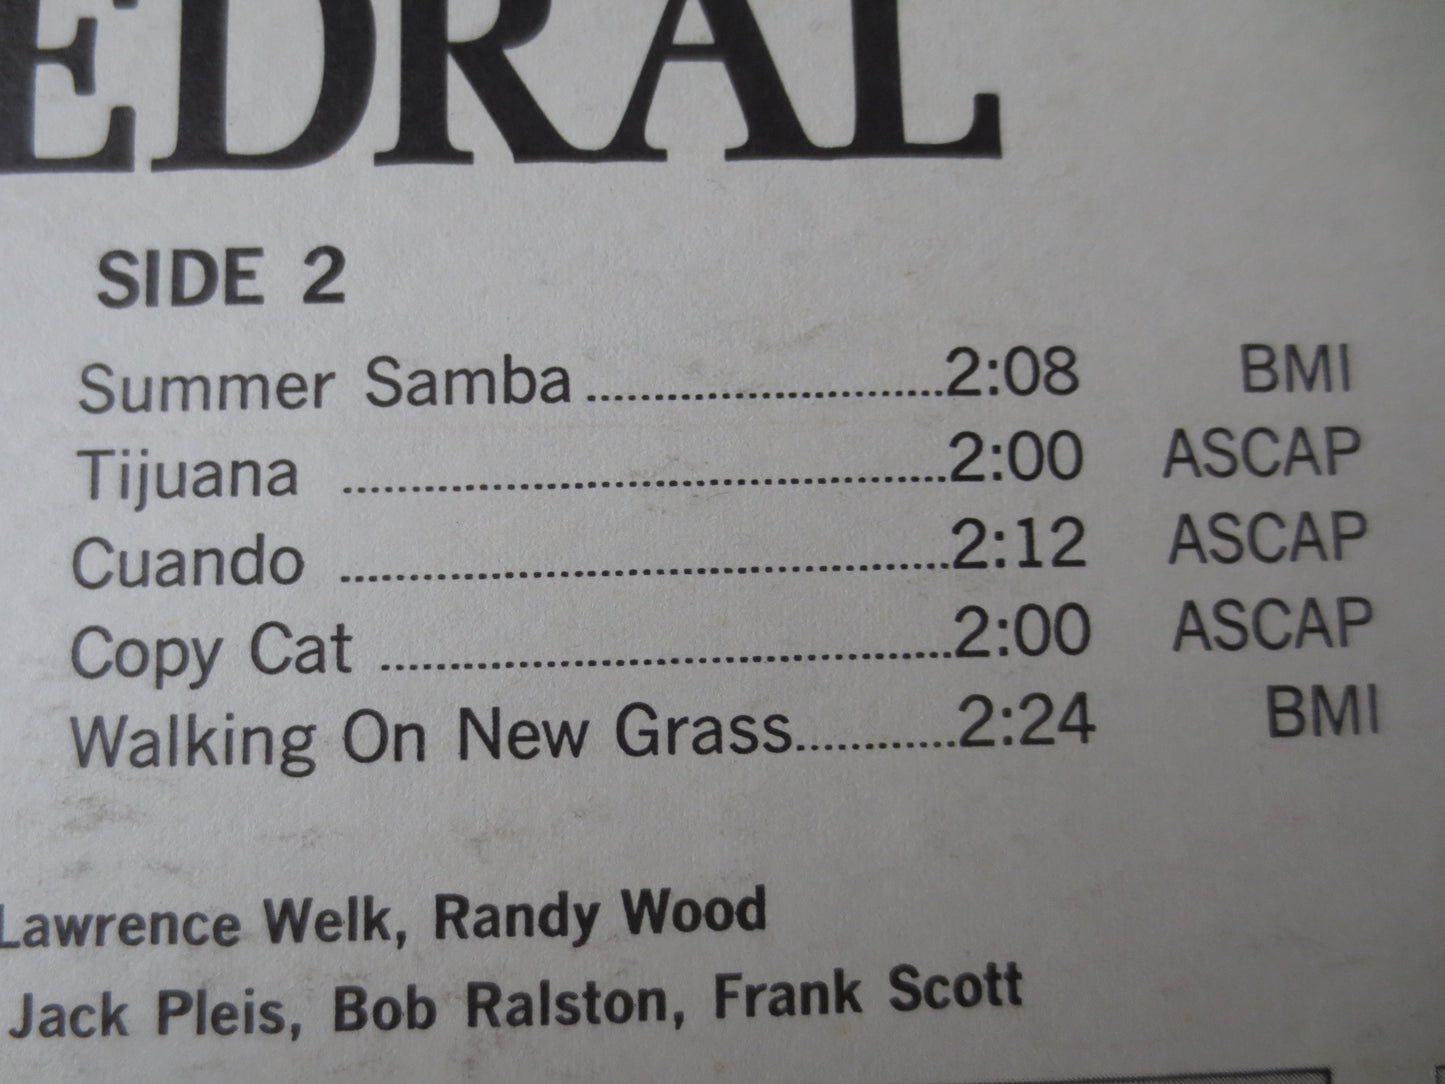 EDRAL
SIDE 2
Summer Samba..........................2:08 BMI
Tijuana ............................................2:00 ASCAP
Cuando ............................................2:12 ASCAP
Copy Cat .........................................2:00 ASCAP
Walking On New Grass............2:24 BMI
Lawrence Welk, Randy Wood
Jack Pleis, Bob Ralston, Frank Scott